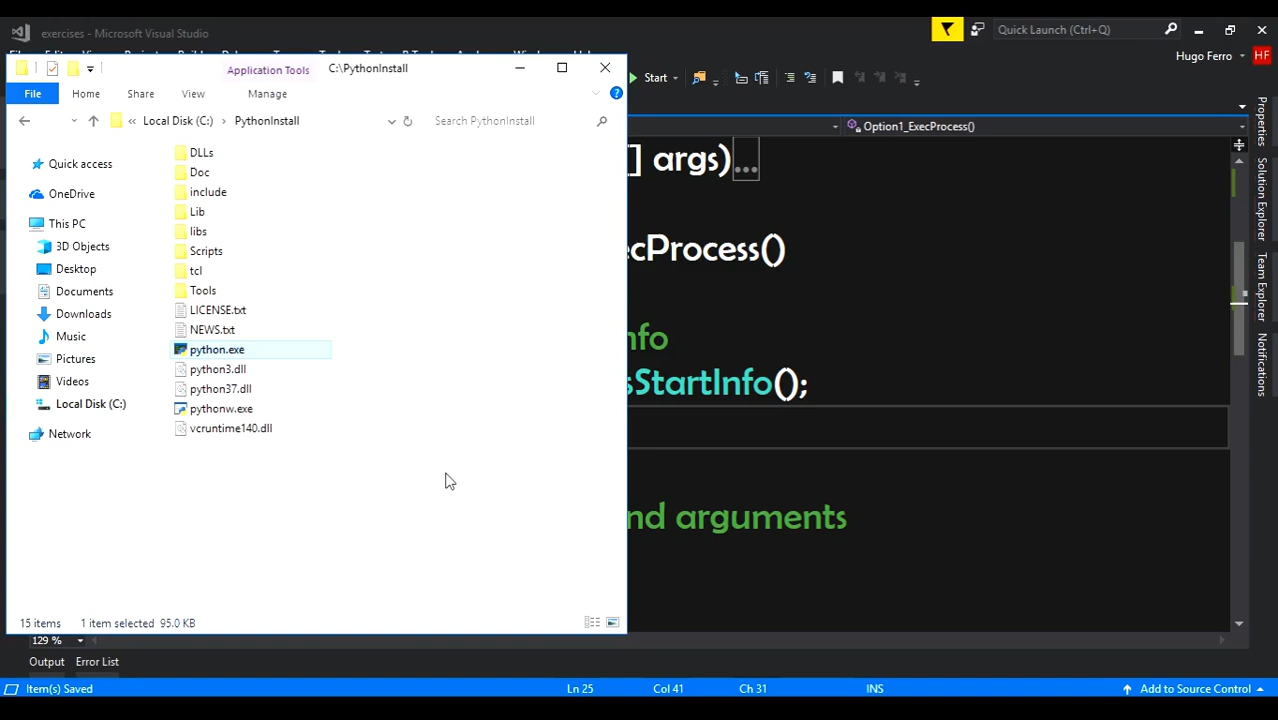 exercises - Microsoft Visual Studio
Quick Launch (Ctrl+Q)
Hugo Ferro
HF
Start
Application Tools
C:\PythonInstall
File
Home
Share
View
Manage
« Local Disk (C:) › PythonInstall
Search PythonInstall
Quick access
OneDrive
This PC
3D Objects
Desktop
Documents
Downloads
Music
Pictures
Videos
Local Disk (C:)
Network
DLLs
Doc
include
Lib
libs
Scripts
tcl
Tools
LICENSE.txt
NEWS.txt
python.exe
python3.dll
python37.dll
pythonw.exe
vcruntime140.dll
15 items
1 item selected 95.0 KB
Option1_ExecProcess()
[] args)...
ecProcess()
nfo
sStartInfo();
nd arguments
Properties
Solution Explorer
Team Explorer
Notifications
129 %
Output
Error List
Item(s) Saved
Ln 25
Col 41
Ch 31
INS
Add to Source Control